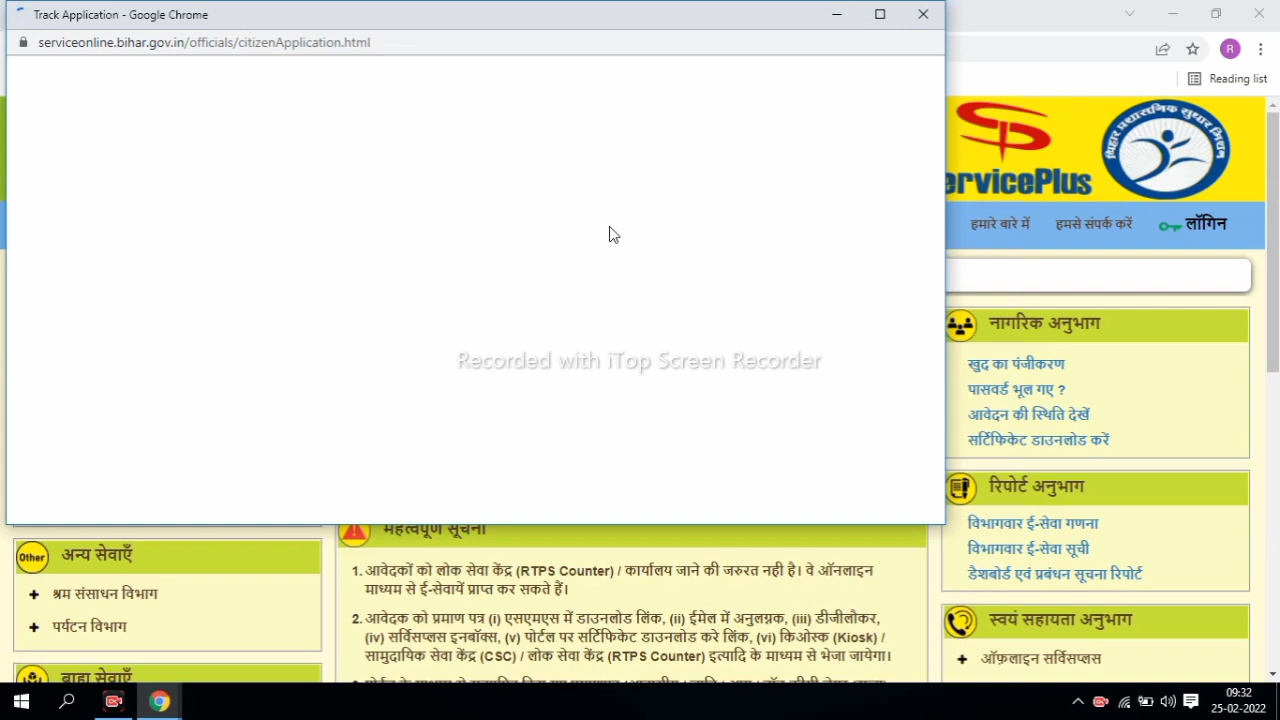 Track Application - Google Chrome
serviceonline.bihar.gov.in/officials/citizenApplication.html
R
Reading list
ServicePlus
बिहार प्रशासनिक सुधार मिशन
हमारे बारे में
हमसे संपर्क करें
लॉगिन
Recorded with iTop Screen Recorder
नागरिक अनुभाग
खुद का पंजीकरण
पासवर्ड भूल गए ?
आवेदन की स्थिति देखें
सर्टिफिकेट डाउनलोड करें
रिपोर्ट अनुभाग
विभागवार ई-सेवा गणना
विभागवार ई-सेवा सूची
डैशबोर्ड एवं प्रबंधन सूचना रिपोर्ट
स्वयं सहायता अनुभाग
+ ऑफ़लाइन सर्विसप्लस
Other अन्य सेवाएँ
+ श्रम संसाधन विभाग
+ पर्यटन विभाग
बाह्य सेवाएँ
महत्वपूर्ण सूचना
1. आवेदकों को लोक सेवा केंद्र (RTPS Counter) / कार्यालय जाने की जरुरत नही है। वे ऑनलाइन
माध्यम से ई-सेवायें प्राप्त कर सकते हैं।
2. आवेदक को प्रमाण पत्र (i) एसएमएस में डाउनलोड लिंक, (ii) ईमेल में अनुलग्नक, (iii) डीजीलौकर,
(iv) सर्विसप्लस इनबॉक्स, (v) पोर्टल पर सर्टिफिकेट डाउनलोड करे लिंक, (vi) किओस्क (Kiosk) /
सामुदायिक सेवा केंद्र (CSC) / लोक सेवा केंद्र (RTPS Counter) इत्यादि के माध्यम से भेजा जायेगा।
09:32
25-02-2022